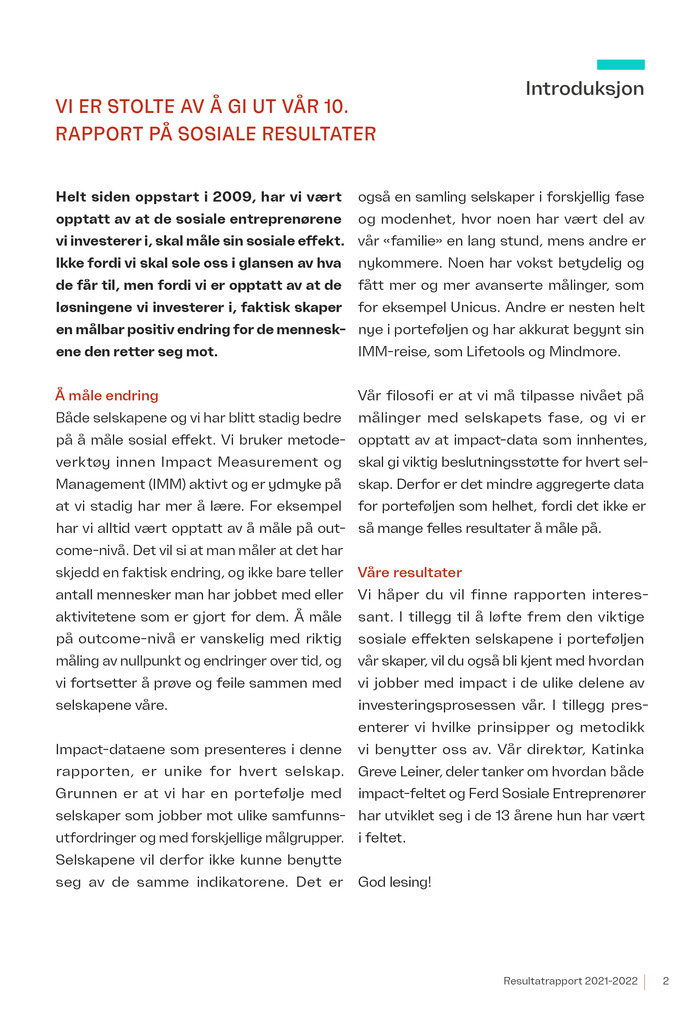 Introduksjon
VI ER STOLTE AV Å GI UT VÅR 10.
RAPPORT PÅ SOSIALE RESULTATER
Helt siden oppstart i 2009, har vi vært
opptatt av at de sosiale entreprenørene
vi investerer i, skal måle sin sosiale effekt.
Ikke fordi vi skal sole oss i glansen av hva
de får til, men fordi vi er opptatt av at de
løsningene vi investerer i, faktisk skaper
en målbar positiv endring for de mennesk-
ene den retter seg mot.
Å måle endring
Både selskapene og vi har blitt stadig bedre
på å måle sosial effekt. Vi bruker metode-
verktøy innen Impact Measurement og
Management (IMM) aktivt og er ydmyke på
at vi stadig har mer å lære. For eksempel
har vi alltid vært opptatt av å måle på out-
come-nivå. Det vil si at man måler at det har
skjedd en faktisk endring, og ikke bare teller
antall mennesker man har jobbet med eller
aktivitetene som er gjort for dem. Å måle
på outcome-nivå er vanskelig med riktig
måling av nullpunkt og endringer over tid, og
vi fortsetter å prøve og feile sammen med
selskapene våre.
Impact-dataene som presenteres i denne
rapporten, er unike for hvert selskap.
Grunnen er at vi har en portefølje med
selskaper som jobber mot ulike samfunns-
utfordringer og med forskjellige målgrupper.
Selskapene vil derfor ikke kunne benytte
seg av de samme indikatorene. Det er
også en samling selskaper i forskjellig fase
og modenhet, hvor noen har vært del av
vår «familie» en lang stund, mens andre er
nykommere. Noen har vokst betydelig og
fått mer og mer avanserte målinger, som
for eksempel Unicus. Andre er nesten helt
nye i porteføljen og har akkurat begynt sin
IMM-reise, som Lifetools og Mindmore.
Vår filosofi er at vi må tilpasse nivået på
målinger med selskapets fase, og vi er
opptatt av at impact-data som innhentes,
skal gi viktig beslutningsstøtte for hvert sel-
skap. Derfor er det mindre aggregerte data
for porteføljen som helhet, fordi det ikke er
så mange felles resultater å måle på.
Våre resultater
Vi håper du vil finne rapporten interes-
sant. I tillegg til å løfte frem den viktige
sosiale effekten selskapene i porteføljen
vår skaper, vil du også bli kjent med hvordan
vi jobber med impact i de ulike delene av
investeringsprosessen vår. I tillegg pres-
enterer vi hvilke prinsipper og metodikk
vi benytter oss av. Vår direktør, Katinka
Greve Leiner, deler tanker om hvordan både
impact-feltet og Ferd Sosiale Entreprenører
har utviklet seg i de 13 årene hun har vært
i feltet.
God lesing!
Resultatrapport 2021-2022 2